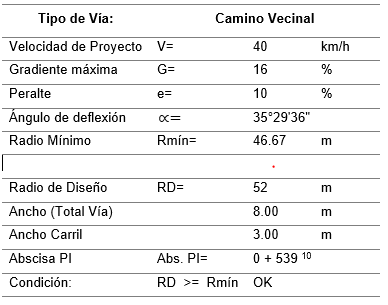 Tipo de Vía: Camino Vecinal
Velocidad de Proyecto V= 40 km/h
Gradiente máxima G= 16 %
Peralte e= 10 %
Ángulo de deflexión ∝= 35°29'36"
Radio Mínimo Rmín= 46.67 m
Radio de Diseño RD= 52 m
Ancho (Total Vía) 8.00 m
Ancho Carril 3.00 m
Abscisa PI Abs. PI= 0 + 539 ¹⁰
Condición: RD >= Rmín OK